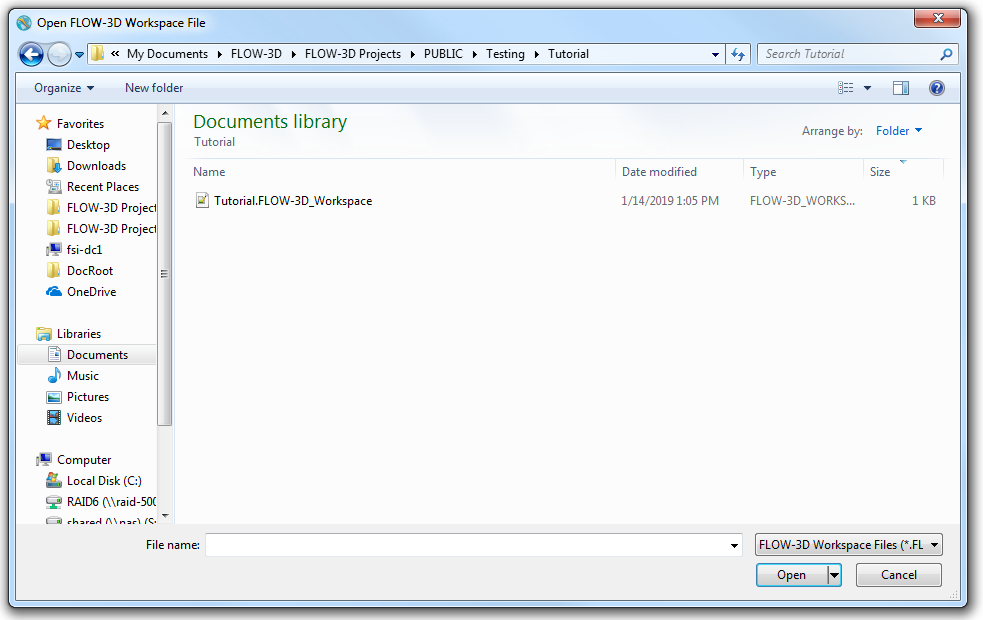 Open FLOW-3D Workspace File
« My Documents FLOW-3D FLOW-3D Projects PUBLIC Testing Tutorial
Search Tutorial
Organize New folder
Favorites
Desktop
Downloads
Recent Places
FLOW-3D Project
FLOW-3D Project
fsi-dc1
DocRoot
OneDrive
Libraries
Documents
Music
Pictures
Videos
Computer
Local Disk (C:)
RAID6 (\\raid-500
shared (\\nas) (S:
Documents library
Tutorial
Arrange by: Folder
Name Date modified Type Size
Tutorial.FLOW-3D_Workspace 1/14/2019 1:05 PM FLOW-3D_WORKS... 1 KB
File name:
FLOW-3D Workspace Files (*.FL
Open Cancel